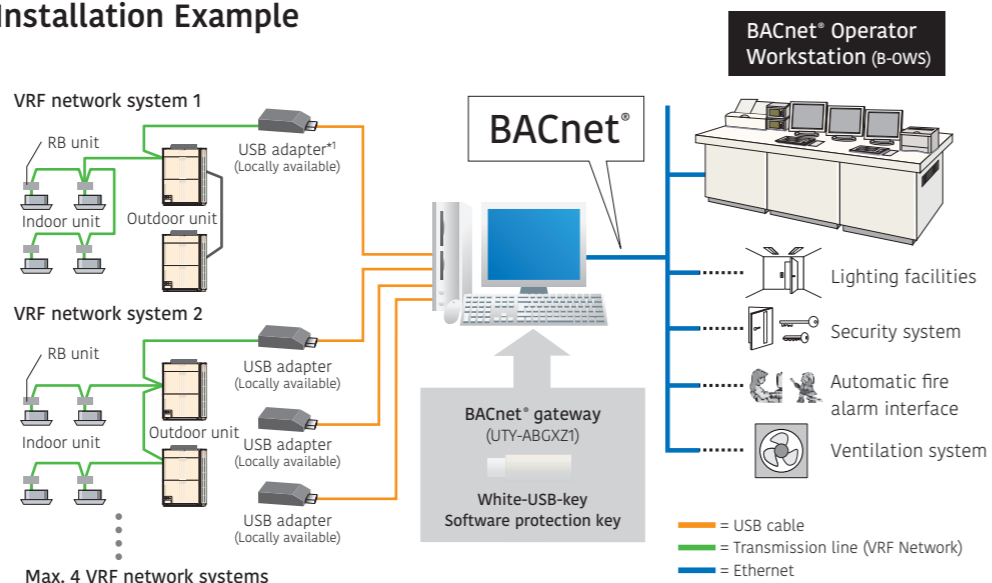 Installation Example
BACnet® Operator
Workstation (B-OWS)
VRF network system 1
RB unit
USB adapter*1
(Locally available)
Indoor unit
Outdoor unit
BACnet®
Lighting facilities
VRF network system 2
Security system
RB unit
USB adapter
(Locally available)
Automatic fire
alarm interface
BACnet® gateway
(UTY-ABGXZ1)
Indoor unit
Outdoor unit
USB adapter
(Locally available)
Ventilation system
White-USB-key
Software protection key
USB adapter
(Locally available)
= USB cable
= Transmission line (VRF Network)
= Ethernet
Max. 4 VRF network systems